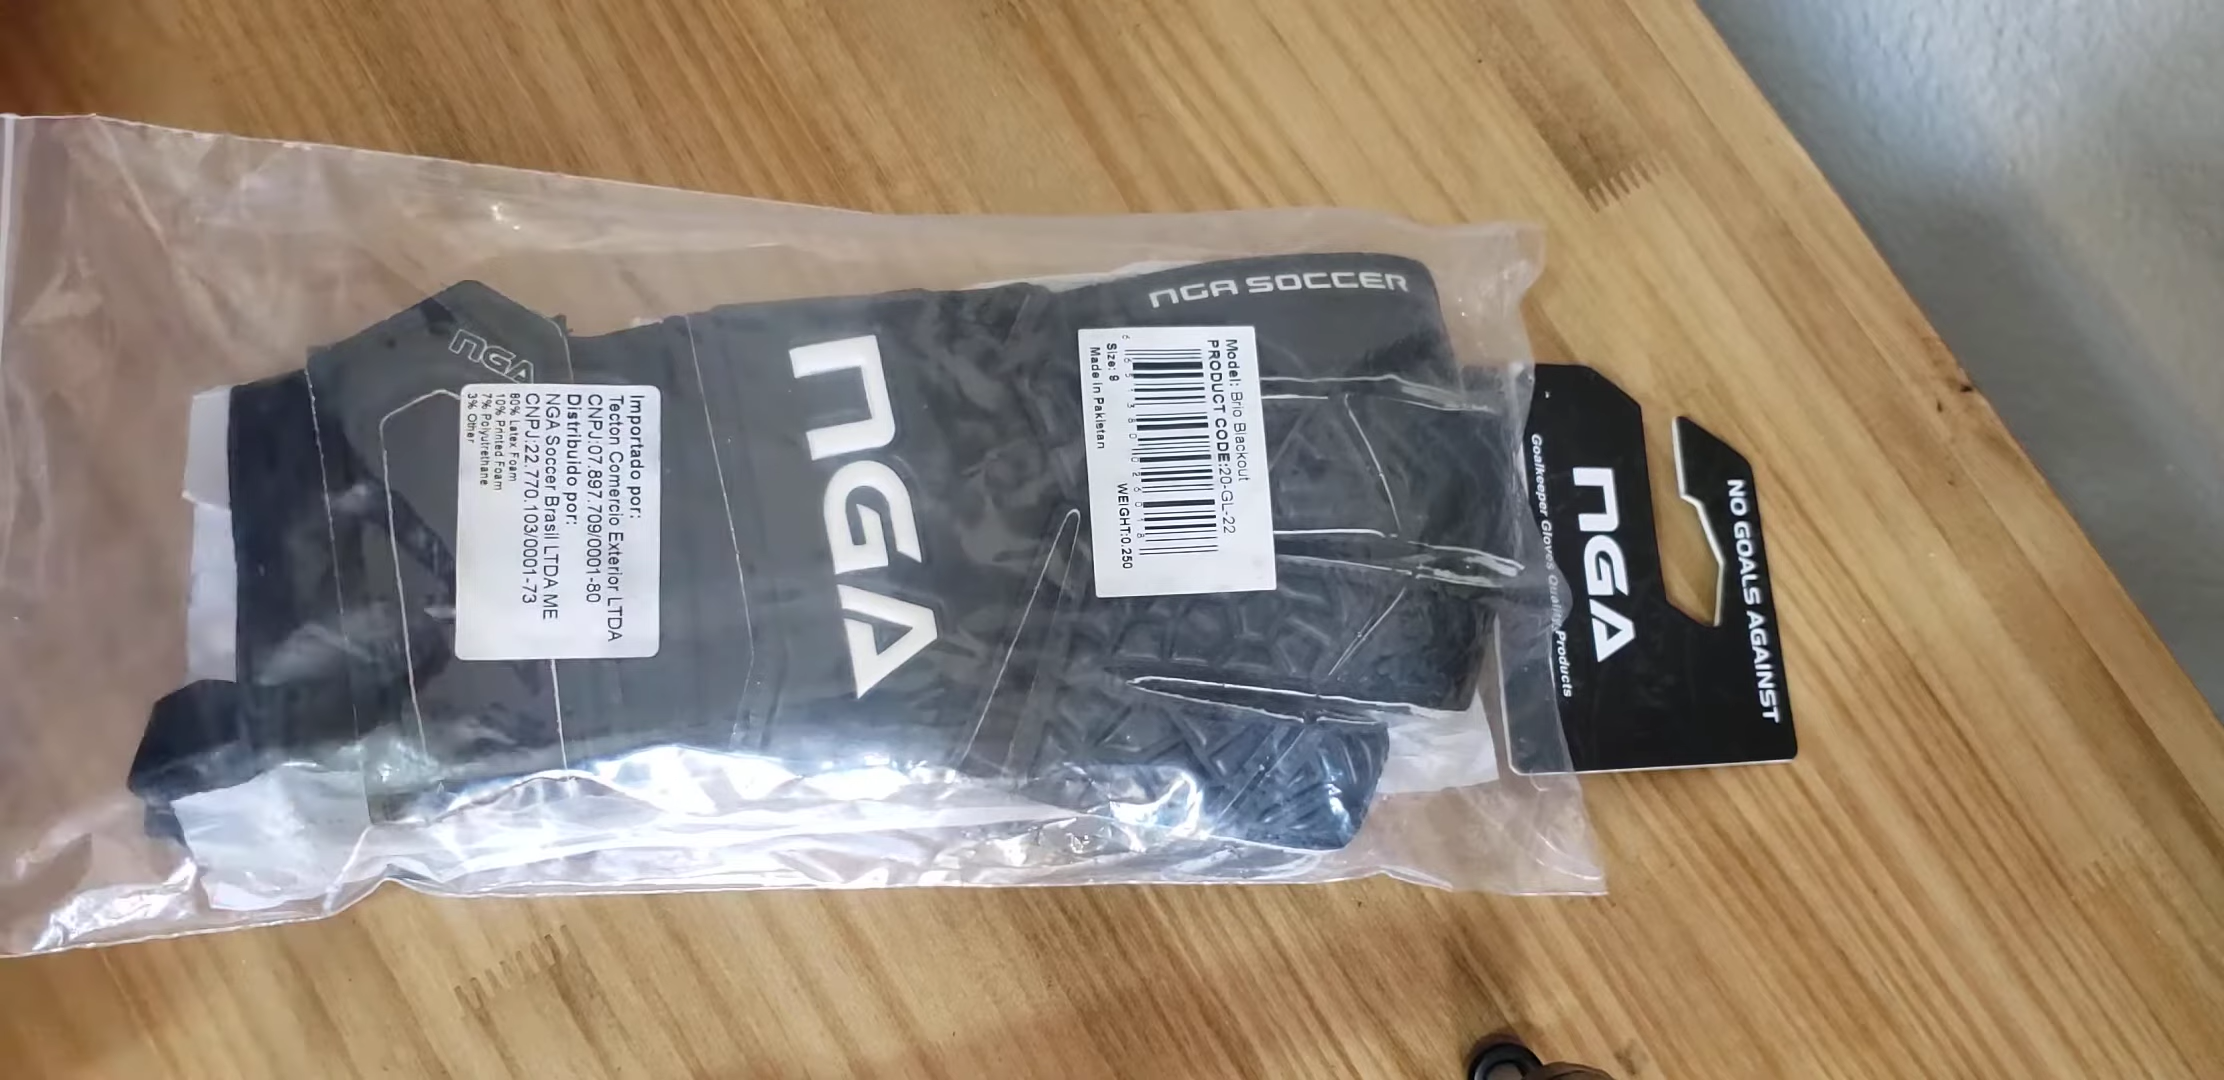 NO GOALS AGAINST
NGA
Goalkeeper Gloves Quality Products
NGA SOCCER
Model: Brio Blackout
PRODUCT CODE:20-GL-22
WEIGHT:0.250
Size: 9
Made in Pakistan
NGA
NGA
Importado por:
Tecton Comercio Exterior LTDA
CNPJ:07.897.709/0001-80
Distribuido por:
NGA Soccer Brasil LTDA ME
CNPJ:22.770.103/0001-73
80% Latex Foam
10% Printed Foam
7% Polyutrethane
3% Other